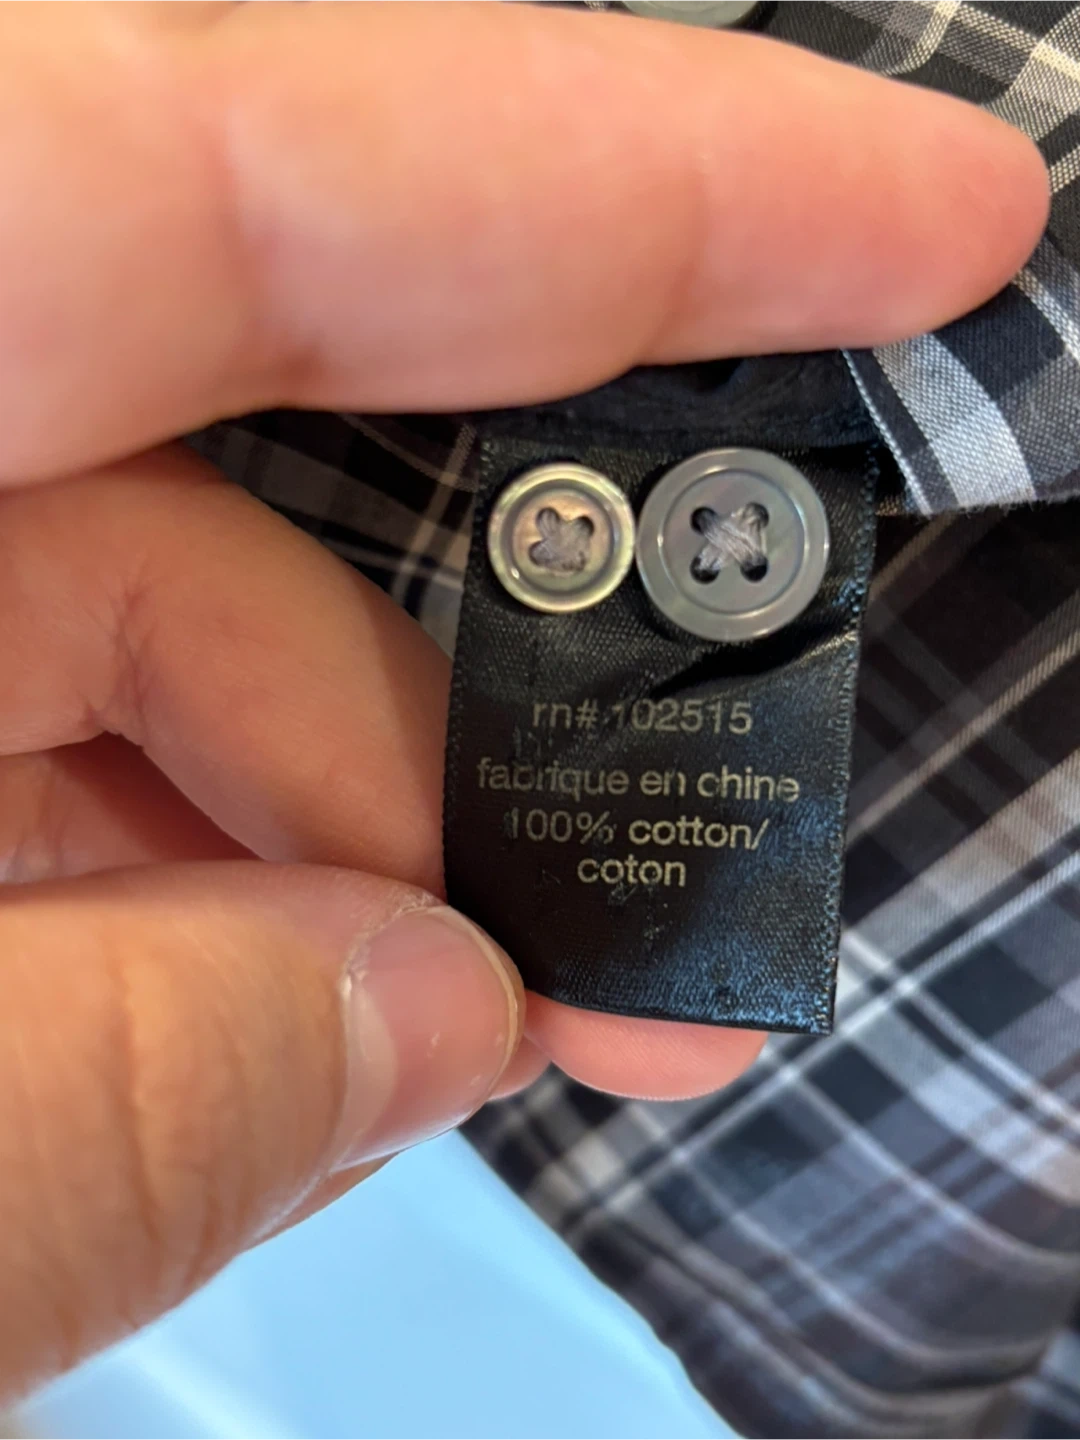 rn# 102515
fabrique en chine
100% cotton/
coton